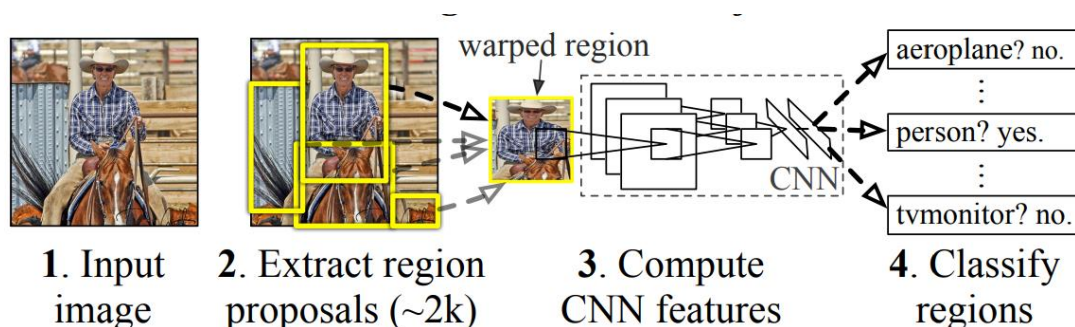 warped region
aeroplane? no.
⋮
person? yes.
⋮
tvmonitor? no.
CNN
1. Input
image
2. Extract region
proposals (~2k)
3. Compute
CNN features
4. Classify
regions